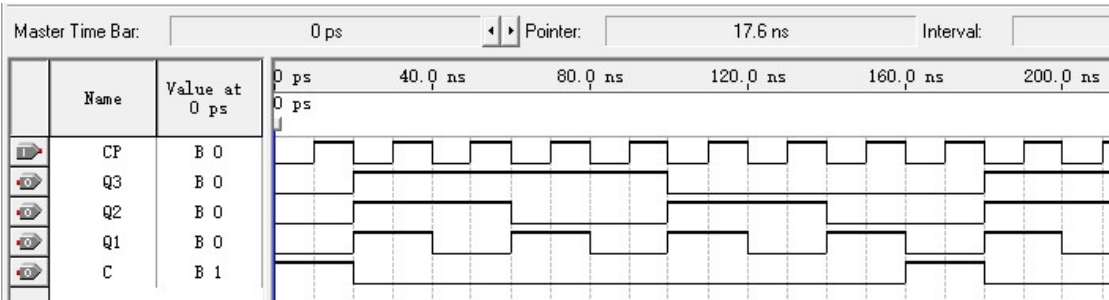 Master Time Bar: 0 ps Pointer: 17.6 ns Interval:
Name Value at 0 ps 0 ps 40.0 ns 80.0 ns 120.0 ns 160.0 ns 200.0 ns
0 ps
CP B 0
Q3 B 0
Q2 B 0
Q1 B 0
C B 1